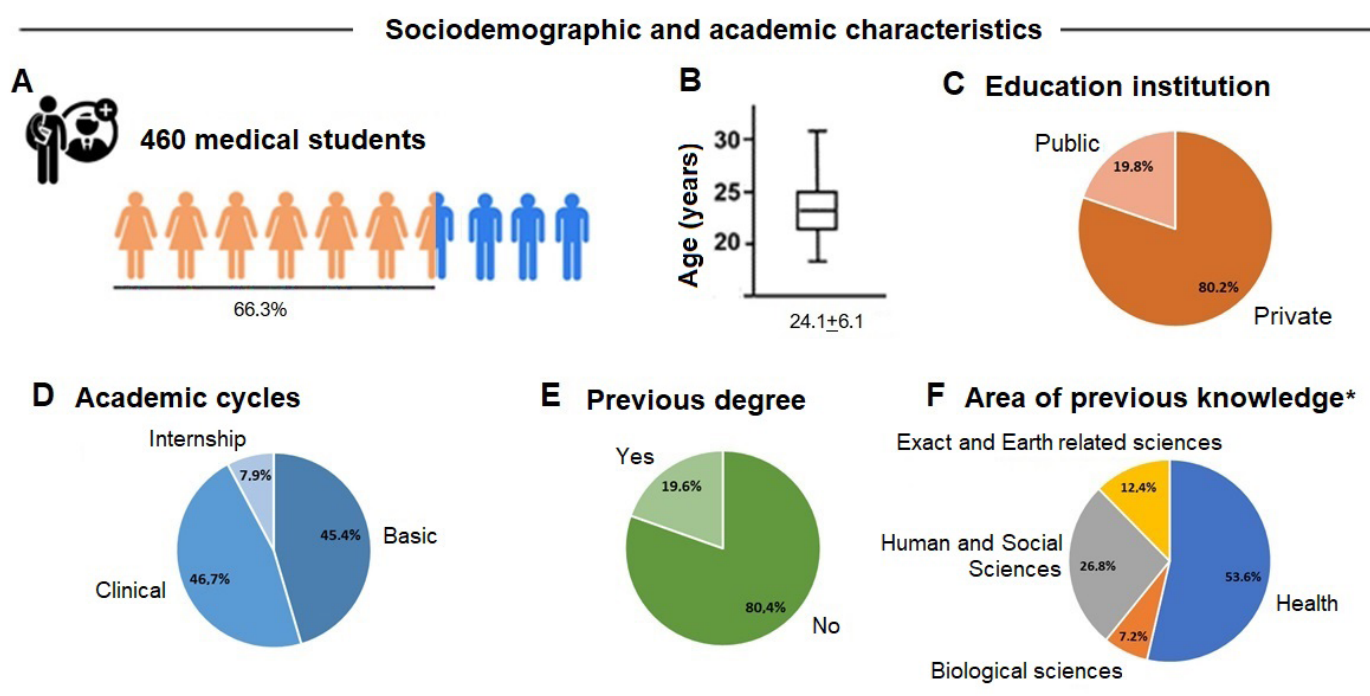 Sociodemographic and academic characteristics
A
460 medical students
66.3%
B
Age (years)
30
25
20
24.1+6.1
C Education institution
Public
19.8%
80.2%
Private
D Academic cycles
Internship
7.9%
45.4%
Basic
46,7%
Clinical
E Previous degree
Yes
19.6%
80,4%
No
F Area of previous knowledge*
Exact and Earth related sciences
12,4%
Human and Social
Sciences
26.8%
53.6%
Health
7.2%
Biological sciences